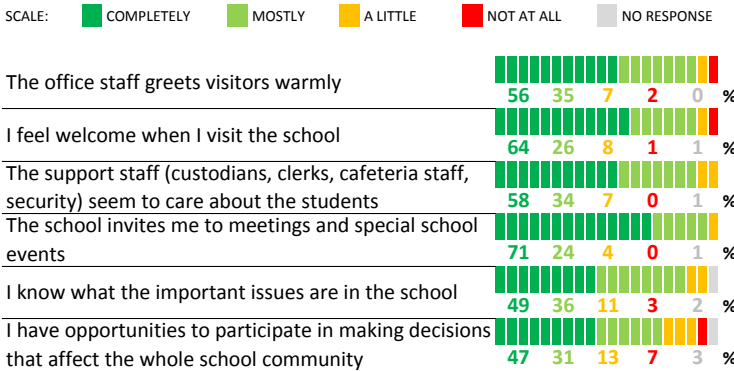 SCALE: COMPLETELY MOSTLY A LITTLE NOT AT ALL NO RESPONSE
The office staff greets visitors warmly
56 35 7 2 0 %
I feel welcome when I visit the school
64 26 8 1 1 %
The support staff (custodians, clerks, cafeteria staff,
security) seem to care about the students
58 34 7 0 1 %
The school invites me to meetings and special school
events
71 24 4 0 1 %
I know what the important issues are in the school
49 36 11 3 2 %
I have opportunities to participate in making decisions
that affect the whole school community
47 31 13 7 3 %